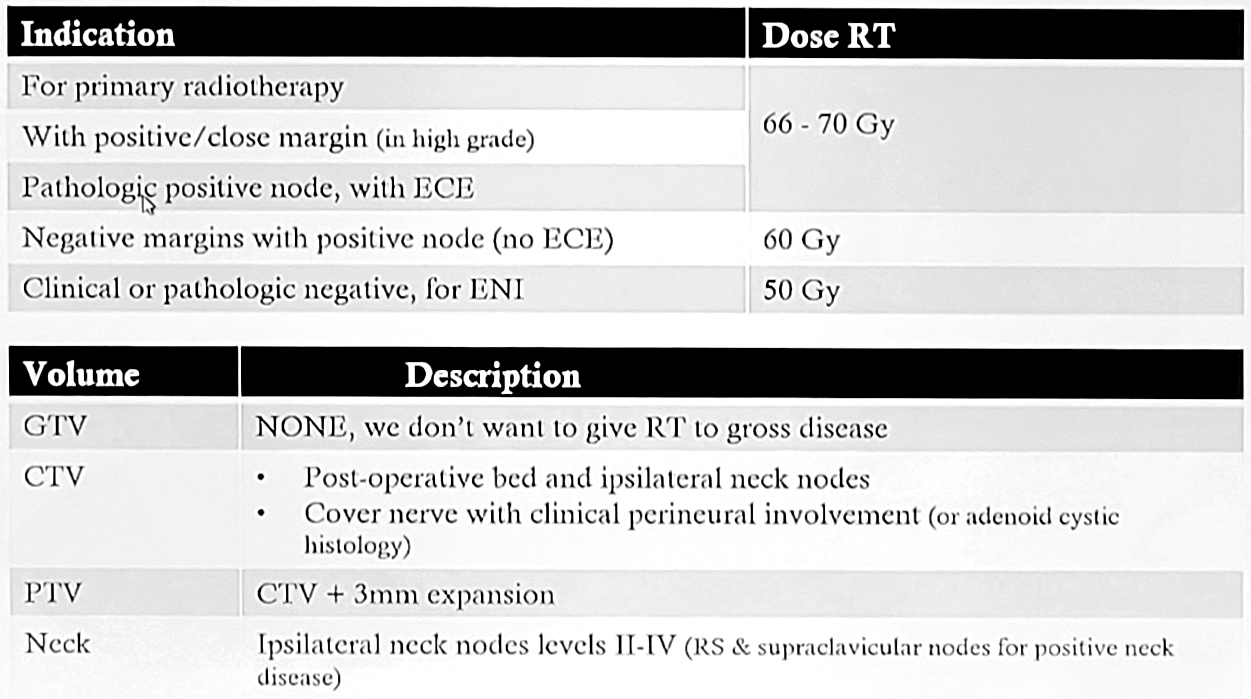 Indication Dose RT
For primary radiotherapy
66 - 70 Gy
With positive/close margin (in high grade)
Pathologic positive node, with ECE
Negative margins with positive node (no ECE) 60 Gy
Clinical or pathologic negative, for ENI 50 Gy
Volume Description
GTV NONE, we don't want to give RT to gross disease
CTV • Post-operative bed and ipsilateral neck nodes
• Cover nerve with clinical perineural involvement (or adenoid cystic
histology)
PTV CTV + 3mm expansion
Neck Ipsilateral neck nodes levels II-IV (RS & supraclavicular nodes for positive neck
disease)